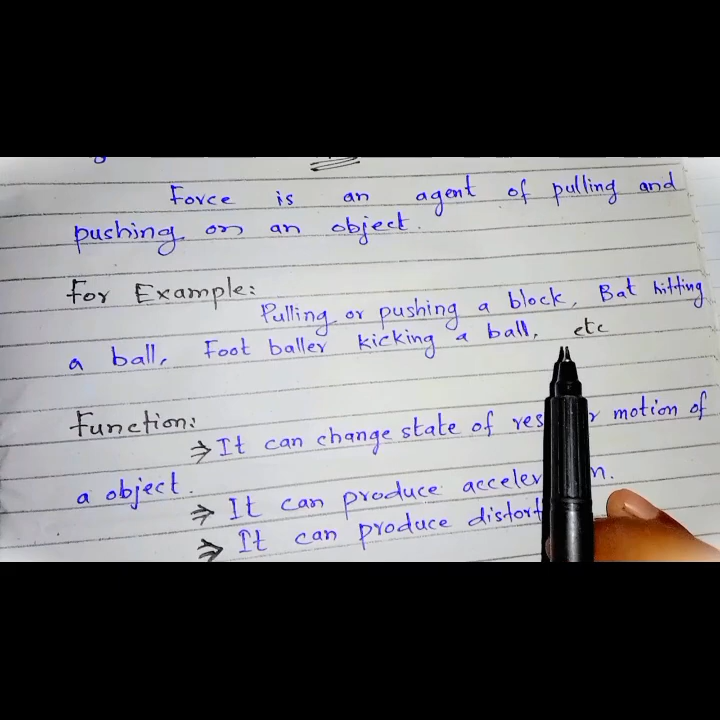 Force is an agent of pulling and
pushing on an object.
For Example:
Pulling or pushing a block, Bat hitting
a ball, Foot baller kicking a ball, etc
Function:
⇒ It can change state of motion of
a object.
⇒ It can produce
⇒ It can produce